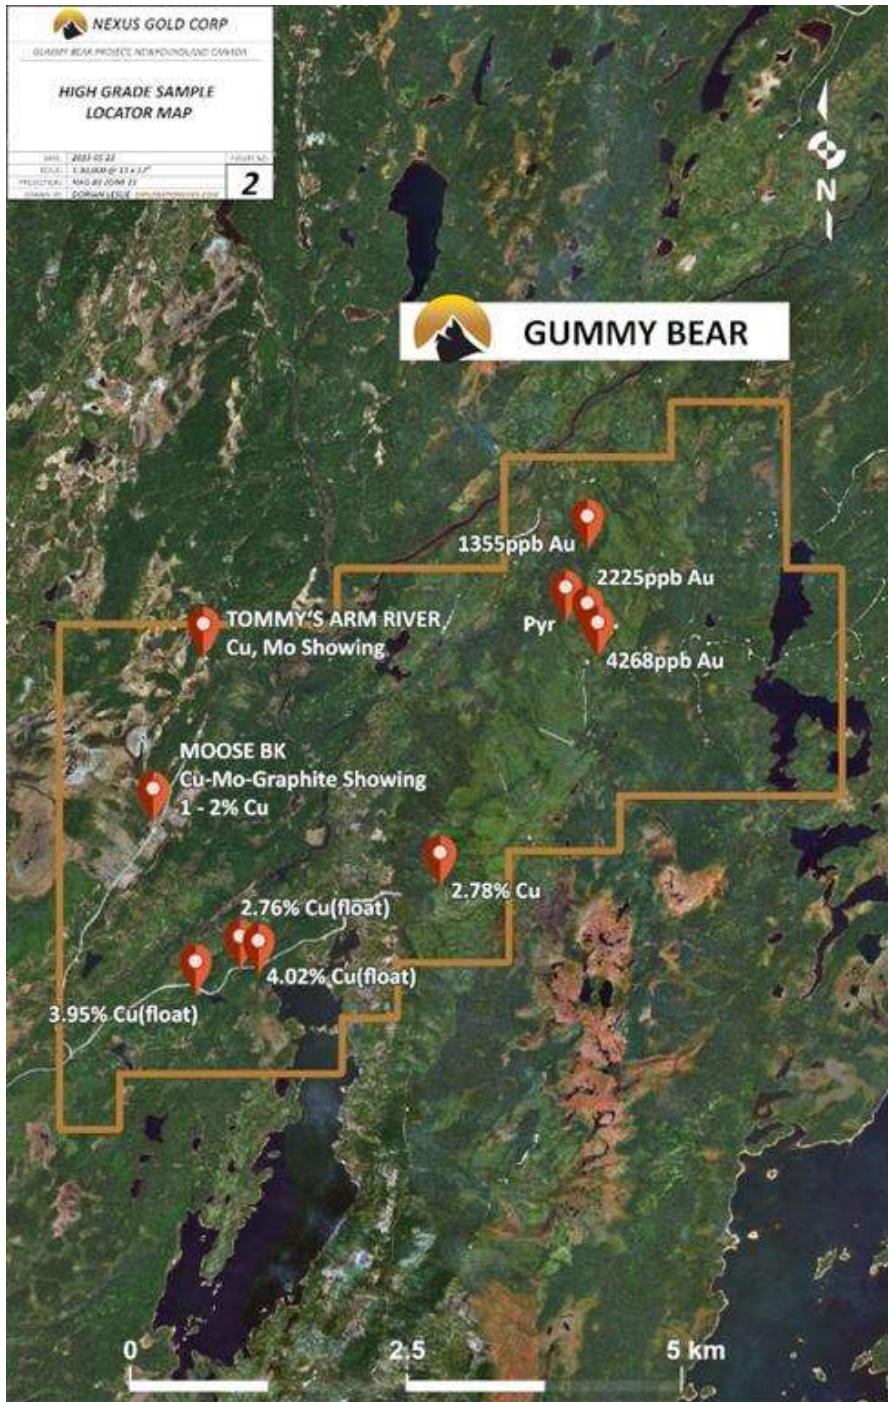 NEXUS GOLD CORP
GUMMY BEAR PROJECT, NEWFOUNDLAND CANADA
HIGH GRADE SAMPLE
LOCATOR MAP
2
N
GUMMY BEAR
1355ppb Au
2225ppb Au
Pyr
4268ppb Au
TOMMY'S ARM RIVER
Cu, Mo Showing
MOOSE BK
Cu-Mo-Graphite Showing
1 - 2% Cu
2.78% Cu
2.76% Cu(float)
4.02% Cu(float)
3.95% Cu(float)
0 2.5 5 km